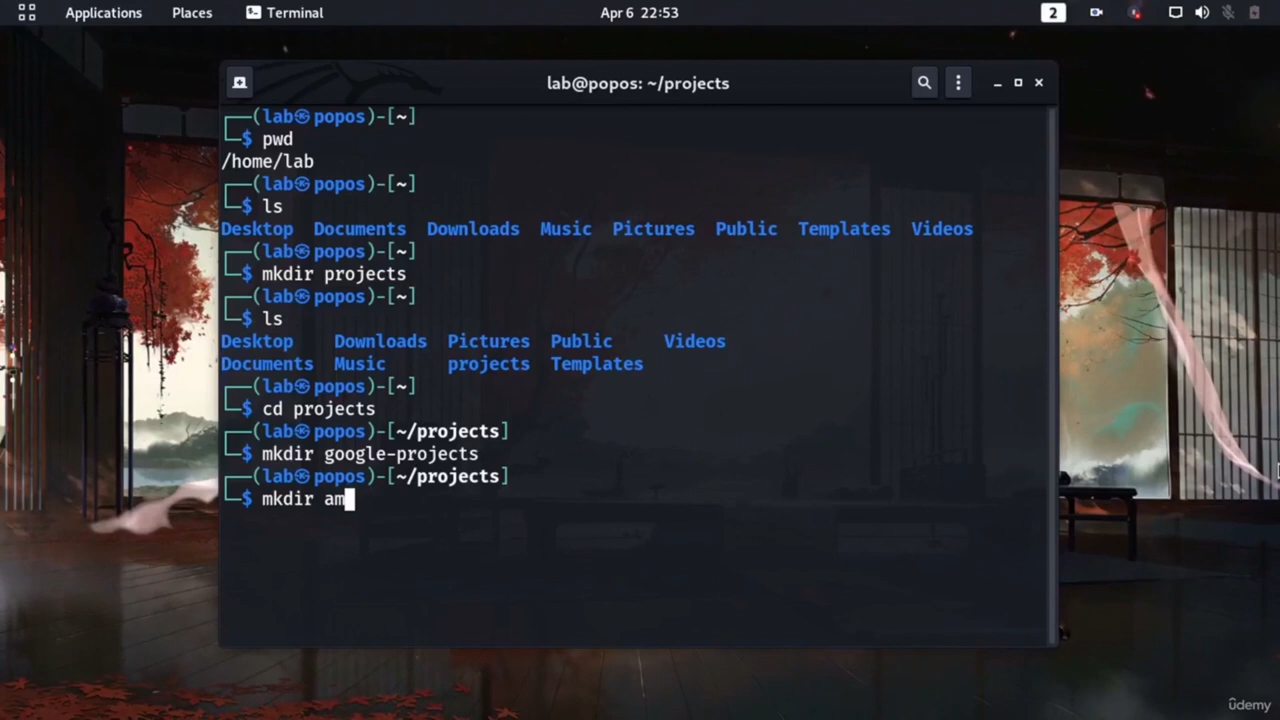 Applications Places Terminal Apr 6 22:53 2
lab@popos: ~/projects
┌──(lab㉿popos)-[~]
└─$ pwd
/home/lab
┌──(lab㉿popos)-[~]
└─$ ls
Desktop Documents Downloads Music Pictures Public Templates Videos
┌──(lab㉿popos)-[~]
└─$ mkdir projects
┌──(lab㉿popos)-[~]
└─$ ls
Desktop Downloads Pictures Public Videos
Documents Music projects Templates
┌──(lab㉿popos)-[~]
└─$ cd projects
┌──(lab㉿popos)-[~/projects]
└─$ mkdir google-projects
┌──(lab㉿popos)-[~/projects]
└─$ mkdir am
ûdemy